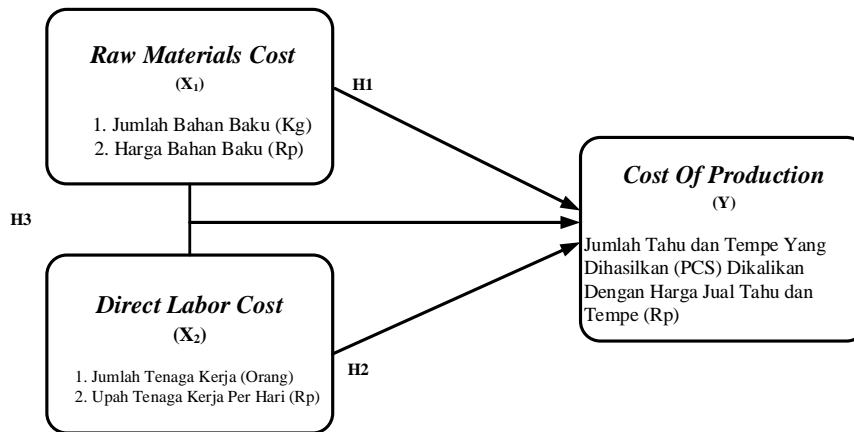 Raw Materials Cost
(X₁)
1. Jumlah Bahan Baku (Kg)
2. Harga Bahan Baku (Rp)
H1
H3
Cost Of Production
(Y)
Jumlah Tahu dan Tempe Yang
Dihasilkan (PCS) Dikalikan
Dengan Harga Jual Tahu dan
Tempe (Rp)
Direct Labor Cost
(X₂)
1. Jumlah Tenaga Kerja (Orang)
2. Upah Tenaga Kerja Per Hari (Rp)
H2